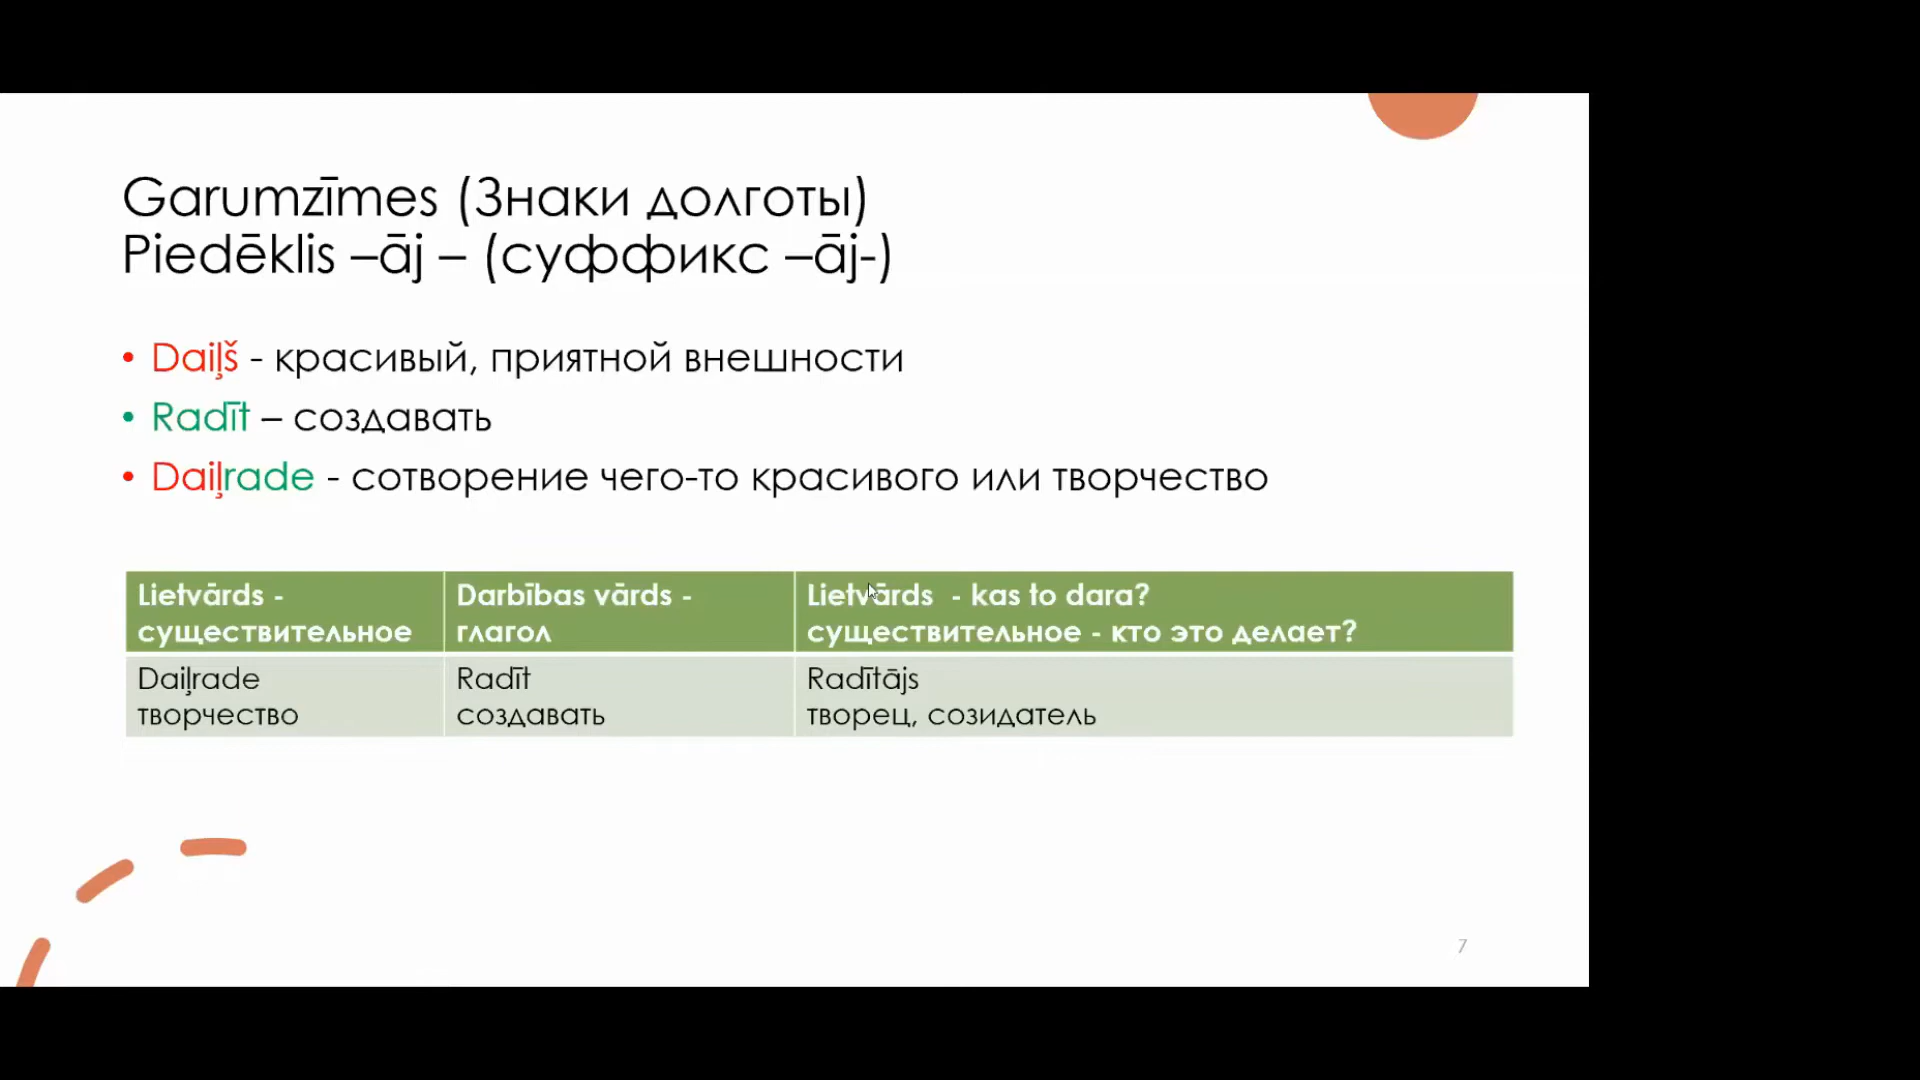 Garumzīmes (Знаки долготы)
Piedēklis –āj – (суффикс –āj-)
• Daiļš - красивый, приятной внешности
• Radīt – создавать
• Daiļrade - сотворение чего-то красивого или творчество
Lietvārds -
существительное
Darbības vārds -
глагол
Lietvārds - kas to dara?
существительное - кто это делает?
Daiļrade
творчество
Radīt
создавать
Radītājs
творец, созидатель
7